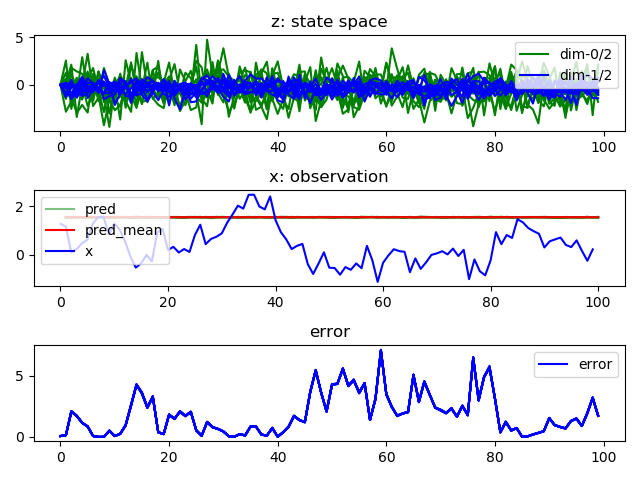 z: state space
5
0
dim-0/2
dim-1/2
0 20 40 60 80 100
x: observation
2
0
pred
pred_mean
x
0 20 40 60 80 100
error
5
0
error
0 20 40 60 80 100